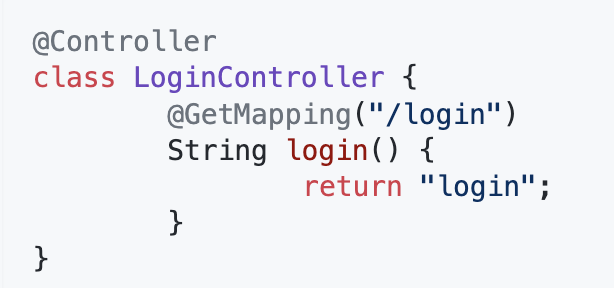 @Controller
class LoginController {
        @GetMapping("/login")
        String login() {
                return "login";
        }
}